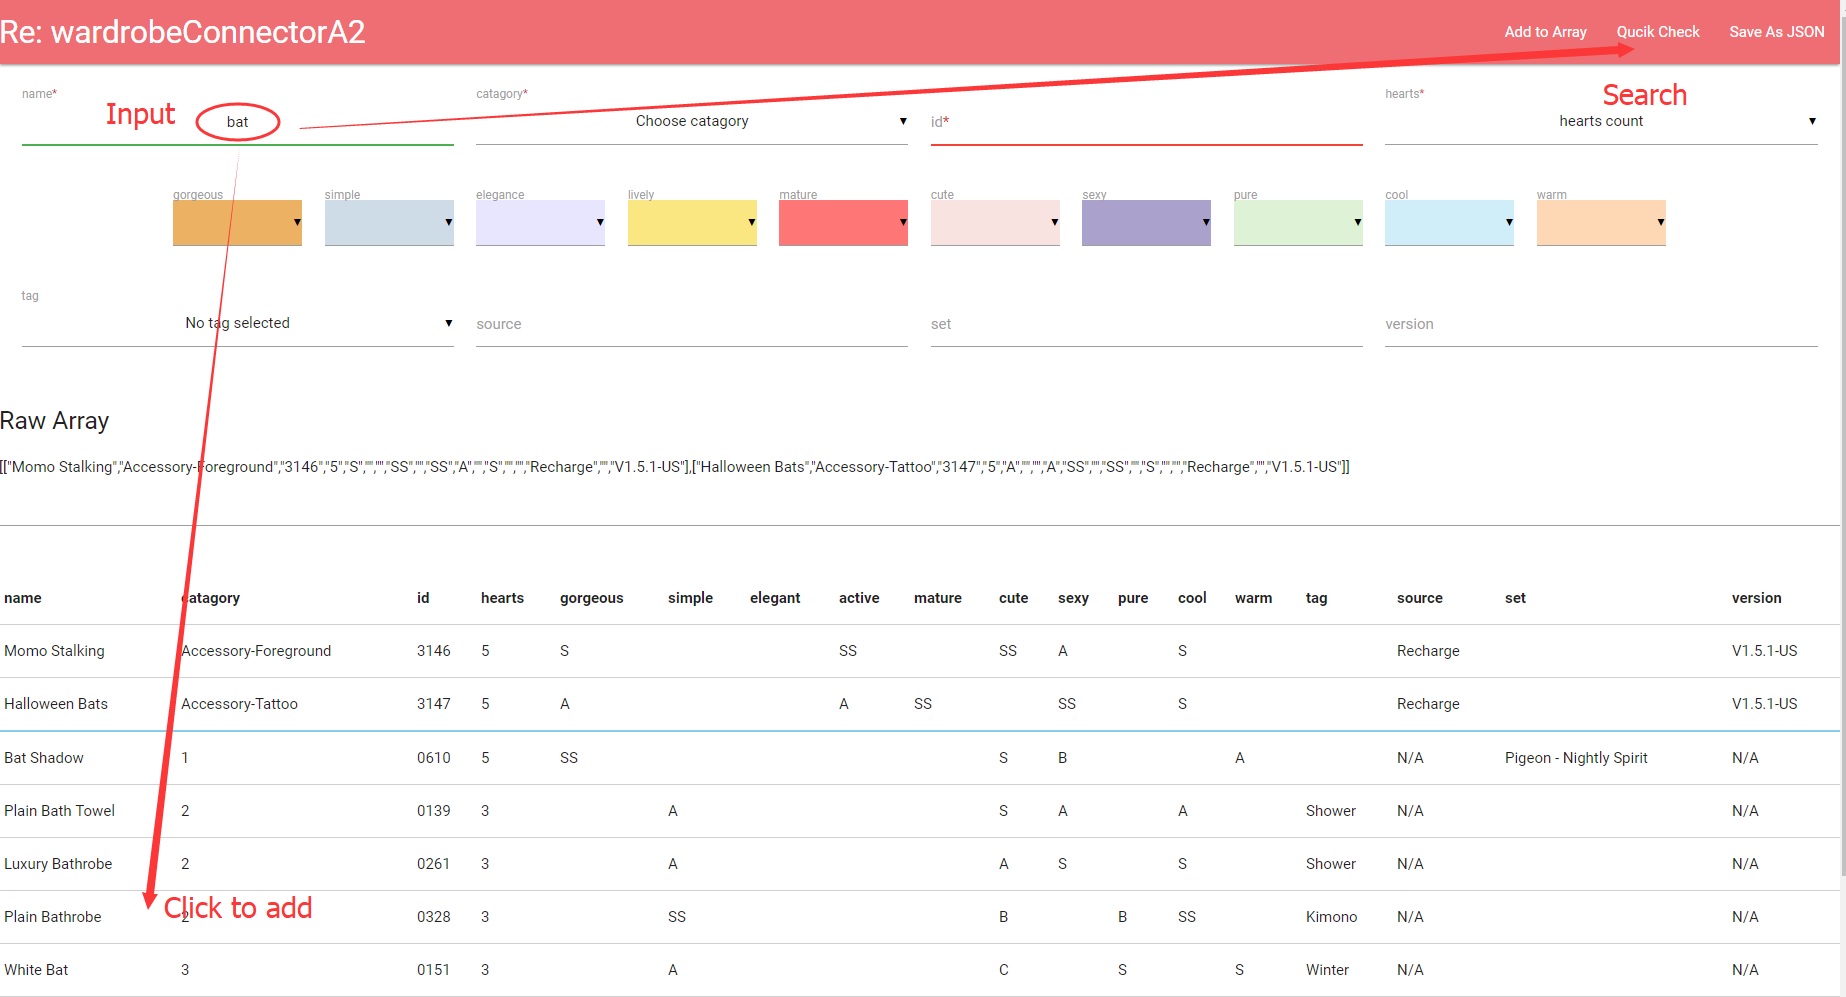 Re: wardrobeConnectorA2 Add to Array Qucik Check Save As JSON
name* catagory* hearts* Search
Input bat Choose catagory id* hearts count
gorgeous simple elegance lively mature cute sexy pure cool warm
tag
No tag selected source set version
Raw Array
[["Momo Stalking","Accessory-Foreground","3146","5","S","","","SS","","SS","A","","S","","","Recharge","","V1.5.1-US"],["Halloween Bats","Accessory-Tattoo","3147","5","A","","","A","SS","","SS","","S","","","Recharge","","V1.5.1-US"]]
name catagory id hearts gorgeous simple elegant active mature cute sexy pure cool warm tag source set version
Momo Stalking Accessory-Foreground 3146 5 S SS SS A S Recharge V1.5.1-US
Halloween Bats Accessory-Tattoo 3147 5 A A SS SS S Recharge V1.5.1-US
Bat Shadow 1 0610 5 SS S B A N/A Pigeon - Nightly Spirit N/A
Plain Bath Towel 2 0139 3 A S A A Shower N/A N/A
Luxury Bathrobe 2 0261 3 A A S S Shower N/A N/A
Click to add
Plain Bathrobe 2 0328 3 SS B B SS Kimono N/A N/A
White Bat 3 0151 3 A C S S Winter N/A N/A